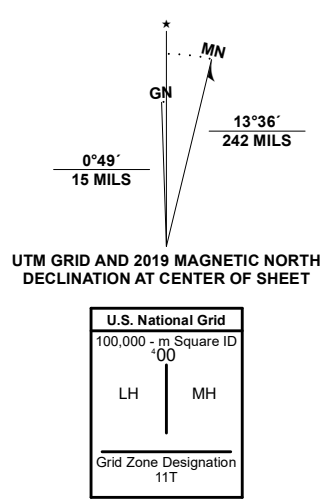 ★
MN
GN
13°36´
242 MILS
0°49´
15 MILS
UTM GRID AND 2019 MAGNETIC NORTH
DECLINATION AT CENTER OF SHEET
U.S. National Grid
100,000 - m Square ID
⁴00
LH MH
Grid Zone Designation
11T